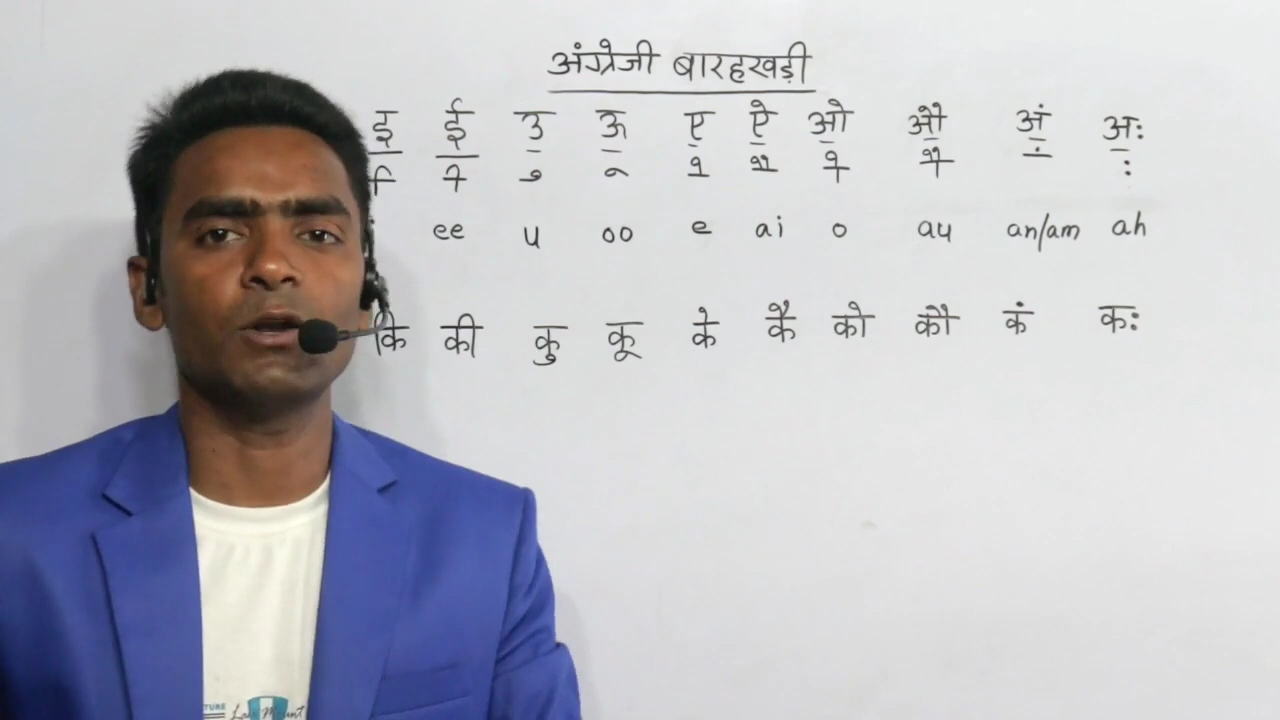 अंग्रेजी बारहखड़ी
इ ई उ ऊ ए ऐ ओ औ अं अः
ि ी ु ू े ै ो ौ ं ः
ee u oo e ai o au an/am ah
कि की कु कू के कै को कौ कं कः